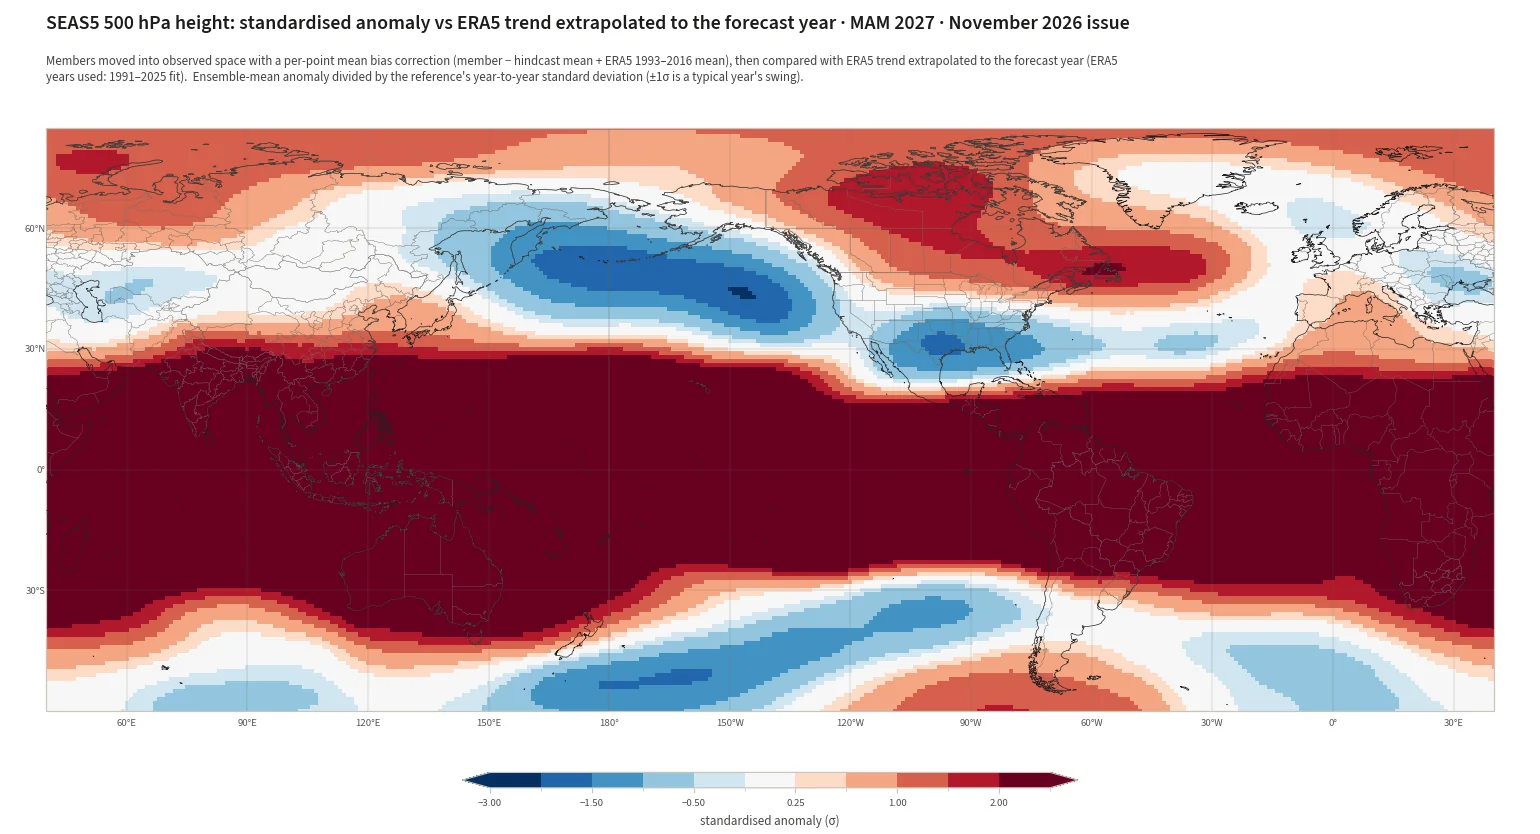 SEAS5 500 hPa height: standardised anomaly vs ERA5 trend extrapolated to the forecast year · MAM 2027 · November 2026 issue
Members moved into observed space with a per-point mean bias correction (member − hindcast mean + ERA5 1993–2016 mean), then compared with ERA5 trend extrapolated to the forecast year (ERA5
years used: 1991–2025 fit). Ensemble-mean anomaly divided by the reference's year-to-year standard deviation (±1σ is a typical year's swing).
60°N
30°N
0°
30°S
60°E 90°E 120°E 150°E 180° 150°W 120°W 90°W 60°W 30°W 0° 30°E
−3.00 −1.50 −0.50 0.25 1.00 2.00
standardised anomaly (σ)